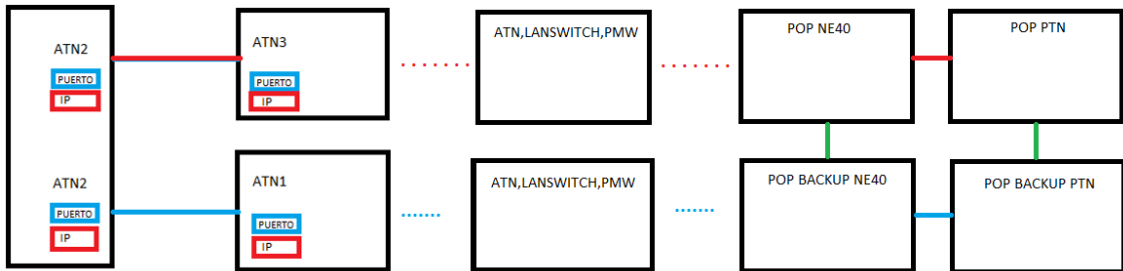 ATN2
PUERTO
IP
ATN3
PUERTO
IP
ATN,LANSWITCH,PMW
POP NE40
POP PTN
ATN2
PUERTO
IP
ATN1
PUERTO
IP
ATN,LANSWITCH,PMW
POP BACKUP NE40
POP BACKUP PTN